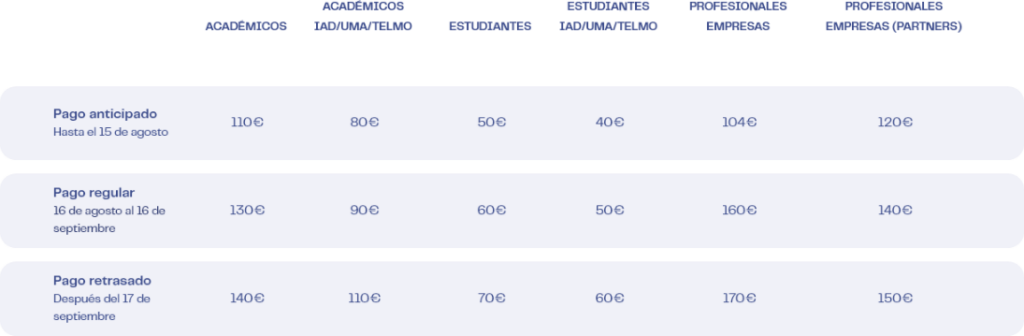 ACADÉMICOS
ACADÉMICOS
IAD/UMA/TELMO
ESTUDIANTES
ESTUDIANTES
IAD/UMA/TELMO
PROFESIONALES
EMPRESAS
PROFESIONALES
EMPRESAS (PARTNERS)
Pago anticipado
Hasta el 15 de agosto
110€ 80€ 50€ 40€ 104€ 120€
Pago regular
16 de agosto al 16 de
septiembre
130€ 90€ 60€ 50€ 160€ 140€
Pago retrasado
Después del 17 de
septiembre
140€ 110€ 70€ 60€ 170€ 150€